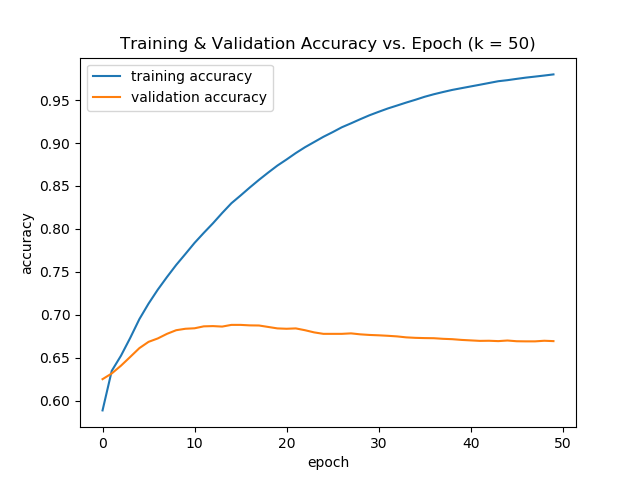 Training & Validation Accuracy vs. Epoch (k = 50)
training accuracy
validation accuracy
accuracy
0.95
0.90
0.85
0.80
0.75
0.70
0.65
0.60
0 10 20 30 40 50
epoch